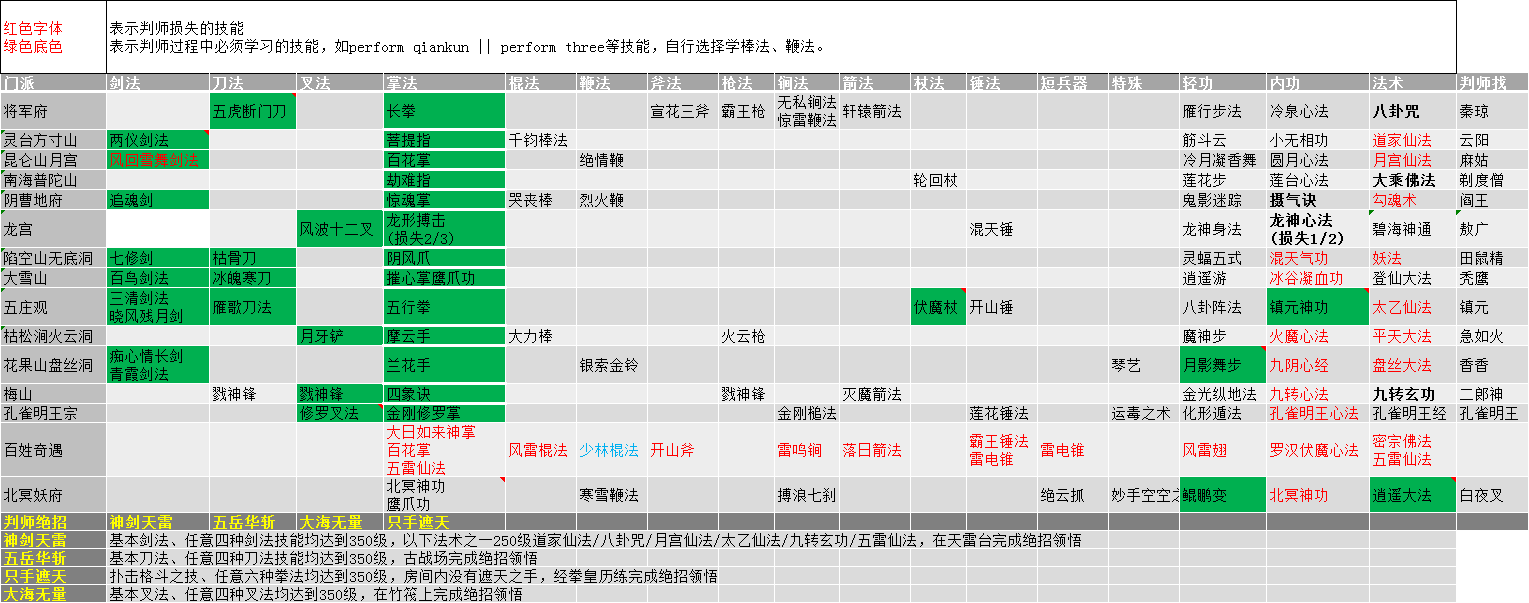 红色字体
绿色底色
表示判师损失的技能
表示判师过程中必须学习的技能，如perform qiankun || perform three等技能，自行选择学棒法、鞭法。
门派 剑法 刀法 叉法 掌法 棍法 鞭法 斧法 枪法 锏法 箭法 杖法 锤法 短兵器 特殊 轻功 内功 法术 判师找
将军府 五虎断门刀 长拳 宣花三斧 霸王枪 无私锏法 轩辕箭法 雁行步法 冷泉心法 八卦咒 秦琼
惊雷鞭法
灵台方寸山 两仪剑法 菩提指 千钧棒法 筋斗云 小无相功 道家仙法 云阳
昆仑山月宫 风回雪舞剑法 百花掌 绝情鞭 冷月凝香舞 圆月心法 月宫仙法 麻姑
南海普陀山 劫难指 轮回杖 莲花步 莲台心法 大乘佛法 剃度僧
阴曹地府 追魂剑 惊魂掌 哭丧棒 烈火鞭 鬼影迷踪 摄气诀 勾魂术 阎王
龙宫 风波十二叉 龙形搏击 混天锤 龙神身法 龙神心法 碧海神通 敖广
(损失2/3) (损失1/2)
陷空山无底洞 七修剑 枯骨刀 阴风爪 灵蝠五式 混天气功 妖法 田鼠精
大雪山 百鸟剑法 冰魄寒刀 摧心掌鹰爪功 逍遥游 冰谷凝血功 登仙大法 秃鹰
五庄观 三清剑法 雁歌刀法 五行拳 伏魔杖 开山锤 八卦阵法 镇元神功 太乙仙法 镇元
晓风残月剑
枯松涧火云洞 月牙铲 摩云手 大力棒 火云枪 魔神步 火魔心法 平天大法 急如火
花果山盘丝洞 痴心情长剑 兰花手 银索金铃 琴艺 月影舞步 九阴心经 盘丝大法 香香
青霞剑法
梅山 戮神锋 戮神锋 四象诀 戮神锋 灭魔箭法 金光纵地法 九转心法 九转玄功 二郎神
孔雀明王宗 修罗叉法 金刚修罗掌 金刚槌法 莲花锤法 运毒之术 化形遁法 孔雀明王心法 孔雀明王经 孔雀明王
百姓奇遇 大日如来神掌 风雷棍法 少林棍法 开山斧 雷鸣锏 落日箭法 霸王锤法 雷电锥 风雷翅 罗汉伏魔心法 密宗佛法
百花掌 雷电锥 五雷仙法
五雷仙法
北冥妖府 北冥神功 寒雪鞭法 搏浪七刹 绝云抓 妙手空空之 鲲鹏变 北冥神功 逍遥大法 白夜叉
鹰爪功
判师绝招 神剑天雷 五岳华斩 大海无量 只手遮天
神剑天雷 基本剑法、任意四种剑法技能均达到350级，以下法术之一250级道家仙法/八卦咒/月宫仙法/太乙仙法/九转玄功/五雷仙法，在天雷台完成绝招领悟
五岳华斩 基本刀法、任意四种刀法技能均达到350级，古战场完成绝招领悟
只手遮天 扑击格斗之技、任意六种拳法均达到350级，房间内没有遮天之手，经拳皇历练完成绝招领悟
大海无量 基本叉法、任意四种叉法均达到350级，在竹筏上完成绝招领悟